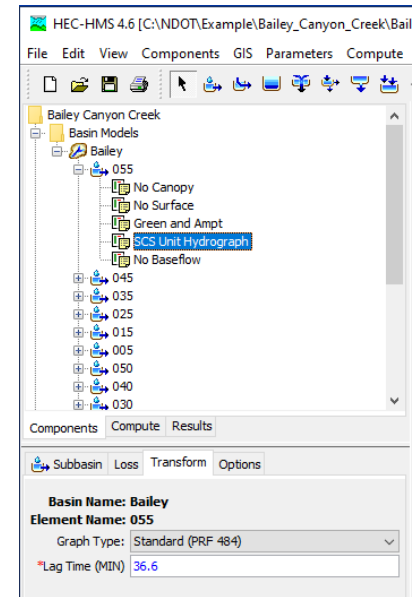 HEC-HMS 4.6 [C:\NDOT\Example\Bailey_Canyon_Creek\Bail
File Edit View Components GIS Parameters Compute
Bailey Canyon Creek
Basin Models
Bailey
055
No Canopy
No Surface
Green and Ampt
SCS Unit Hydrograph
No Baseflow
045
035
025
015
005
050
040
030
Components Compute Results
Subbasin Loss Transform Options
Basin Name: Bailey
Element Name: 055
Graph Type: Standard (PRF 484)
*Lag Time (MIN) 36.6